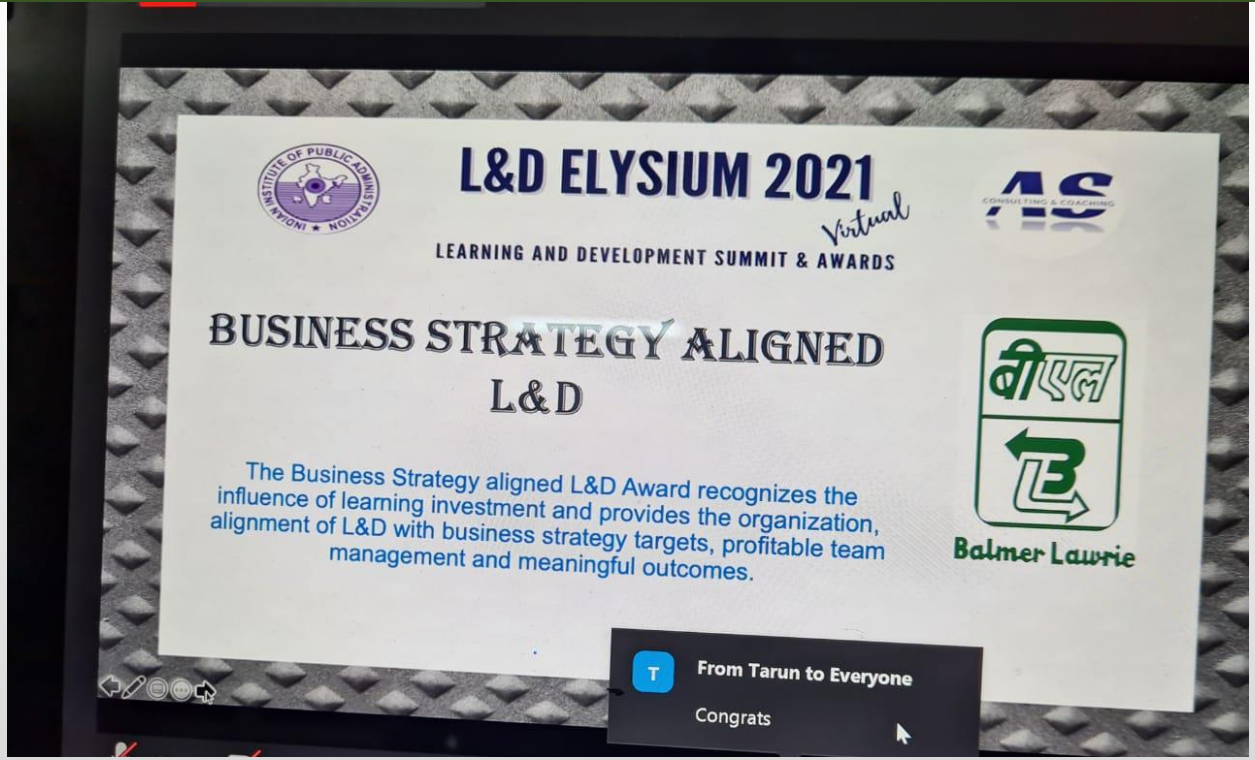 INDIAN INSTITUTE OF PUBLIC ADMINISTRATION
L&D ELYSIUM 2021
Virtual
LEARNING AND DEVELOPMENT SUMMIT & AWARDS
AS
CONSULTING & COACHING
BUSINESS STRATEGY ALIGNED
L&D
The Business Strategy aligned L&D Award recognizes the
influence of learning investment and provides the organization,
alignment of L&D with business strategy targets, profitable team
management and meaningful outcomes.
बीएल
BL
Balmer Lawrie
T
From Tarun to Everyone
Congrats